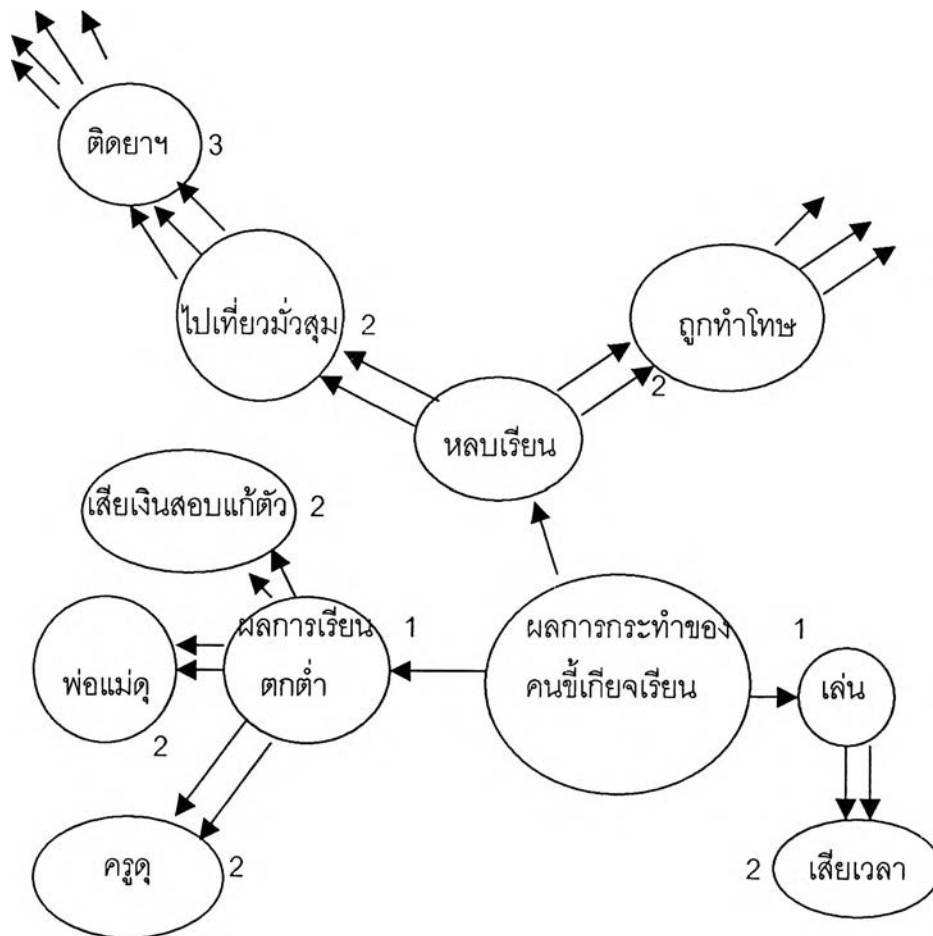 ติดยาฯ 3
ไปเที่ยวมั่วสุม 2
ถูกทำโทษ
2
หลบเรียน
เสียเงินสอบแก้ตัว 2
ผลการเรียน
ตกต่ำ
1
ผลการกระทำของ
คนขี้เกียจเรียน
1
เล่น
พ่อแม่ดุ
2
ครูดุ 2
2 เสียเวลา